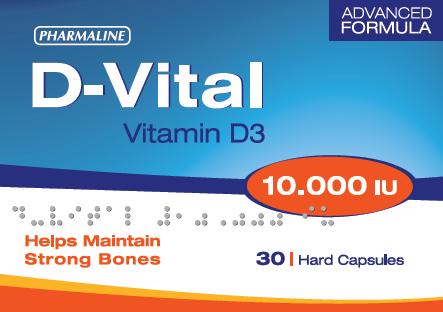 ADVANCED
FORMULA
PHARMALINE
D-Vital
Vitamin D3
10.000 IU
Helps Maintain
Strong Bones
30 | Hard Capsules